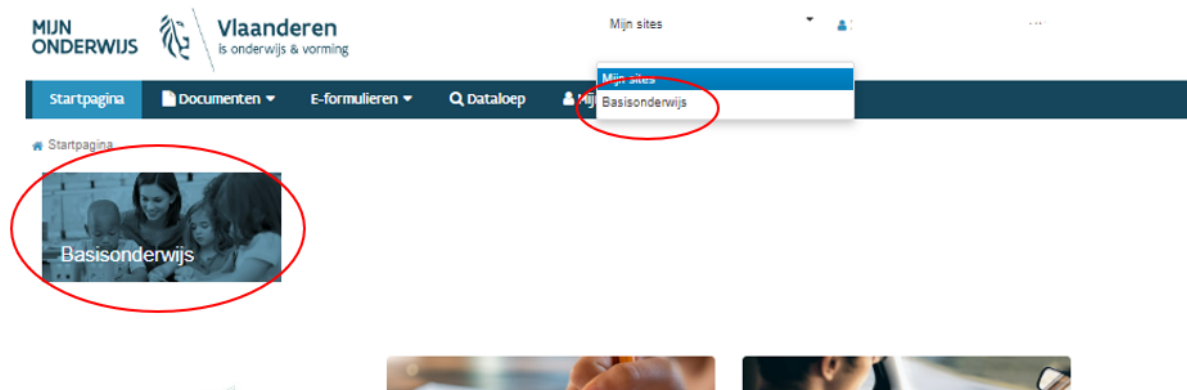 MIJN
ONDERWIJS
Vlaanderen
is onderwijs & vorming
Mijn sites
Mijn sites
Basisonderwijs
Startpagina
Documenten
E-formulieren
Dataloep
Startpagina
Basisonderwijs